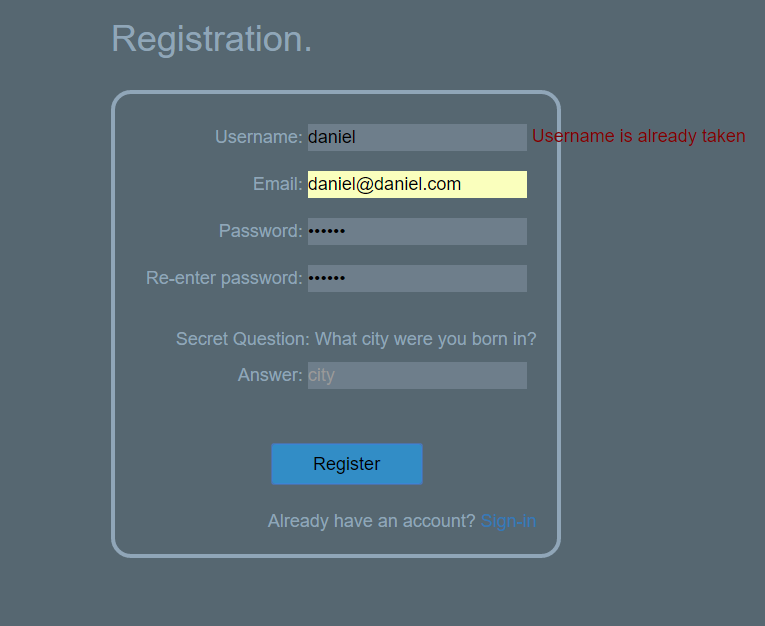 Registration.
Username: daniel Username is already taken
Email: daniel@daniel.com
Password: ••••••
Re-enter password: ••••••
Secret Question: What city were you born in?
Answer: city
Register
Already have an account? Sign-in